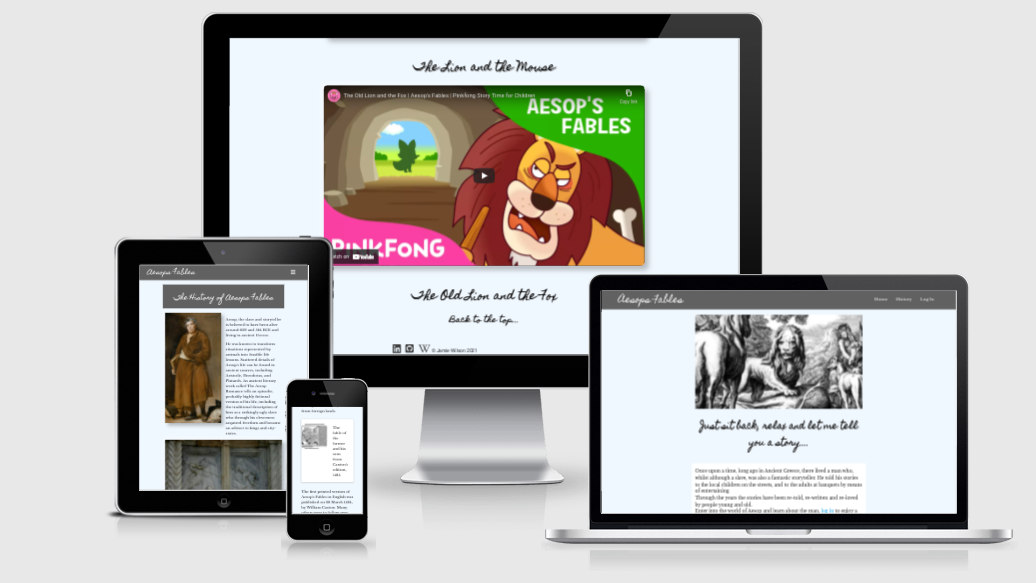 The Lion and the Mouse
The Old Lion and the Fox | Aesop's Fables | Pinkfong Story Time for Children
Copy link
AESOP'S
FABLES
PINKFONG
Watch on YouTube
The Old Lion and the Fox
Back to the top...
© Jamie Wilson 2021
Aesops Fables
The History of Aesops Fables
Aesop, the slave and storyteller
is believed to have been alive
around 620 and 564 BCE and
living in ancient Greece.
He was known to transform
situations represented by
animals into fearful life
lessons. Scattered details of
Aesop's life can be found in
ancient sources, including
Aristotle, Herodotus, and
Plutarch. An ancient literary
work called The Aesop
Romance tells an episodic,
probably highly fictional
version of his life, including
the traditional description of
him as a strikingly ugly slave
who through his cleverness
acquired freedom and became
an adviser to kings and city-
states.
The
fable of
the
farmer
and his
sons
from
Caxton's
edition,
1484
The first printed version of
Aesop's Fables in English was
published on 26 March 1484,
by William Caxton. Many
Aesops Fables
Home History Log In
Just sit back, relax and let me tell
you a story....
Once upon a time, long ago in Ancient Greece, there lived a man who,
whilst although a slave, was also a fantastic storyteller. He told his stories
to the local children on the streets, and to the adults at banquets by means
of entertaining.
Through the years the stories have been re-told, re-written and re-loved
by people young and old.
Enter into the world of Aesop and learn about the man, log in to enjoy a